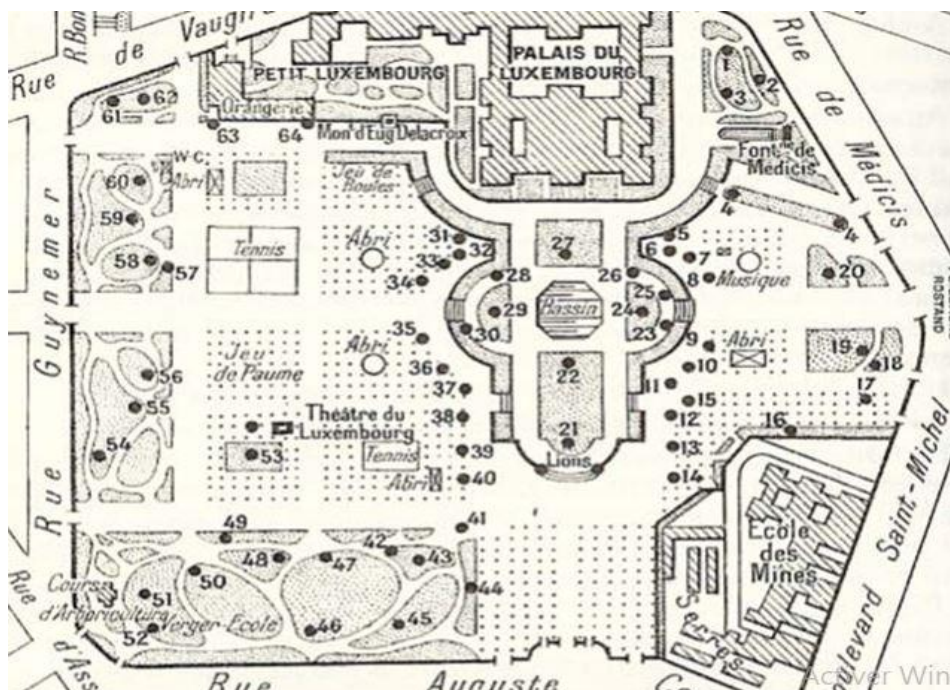 R. Bon
Rue
de
Vaugir
PETIT LUXEMBOURG
PALAIS DU
LUXEMBOURG
Rue
de
Médicis
1
2
3
61
62
Orangerie
63
64
Mont d'Eug. Delacroix
Font. de
Médicis
W-C.
Abri
60
Jeu de
Boules
59
Tennis
58
57
Abri
31
32
33
34
27
28
26
4
4
5
6
7
8
Musique
20
29
Bassin
24
25
30
23
35
Abri
36
22
9
Abri
10
19
18
ROSTAND
Rue Guynemer
Jeu
de Paume
56
55
54
37
11
15
17
Théâtre du
Luxembourg
38
12
16
53
Tennis
39
21
13
Lions
Abri
40
14
49
41
École
des
Mines
48
47
42
43
50
44
Cours
d'Arboriculture
51
52
Verger-Ecole
46
45
Serres
Boulevard Saint-Michel
Rue
d'Ass
Rue
Auguste
Co
Activer Win